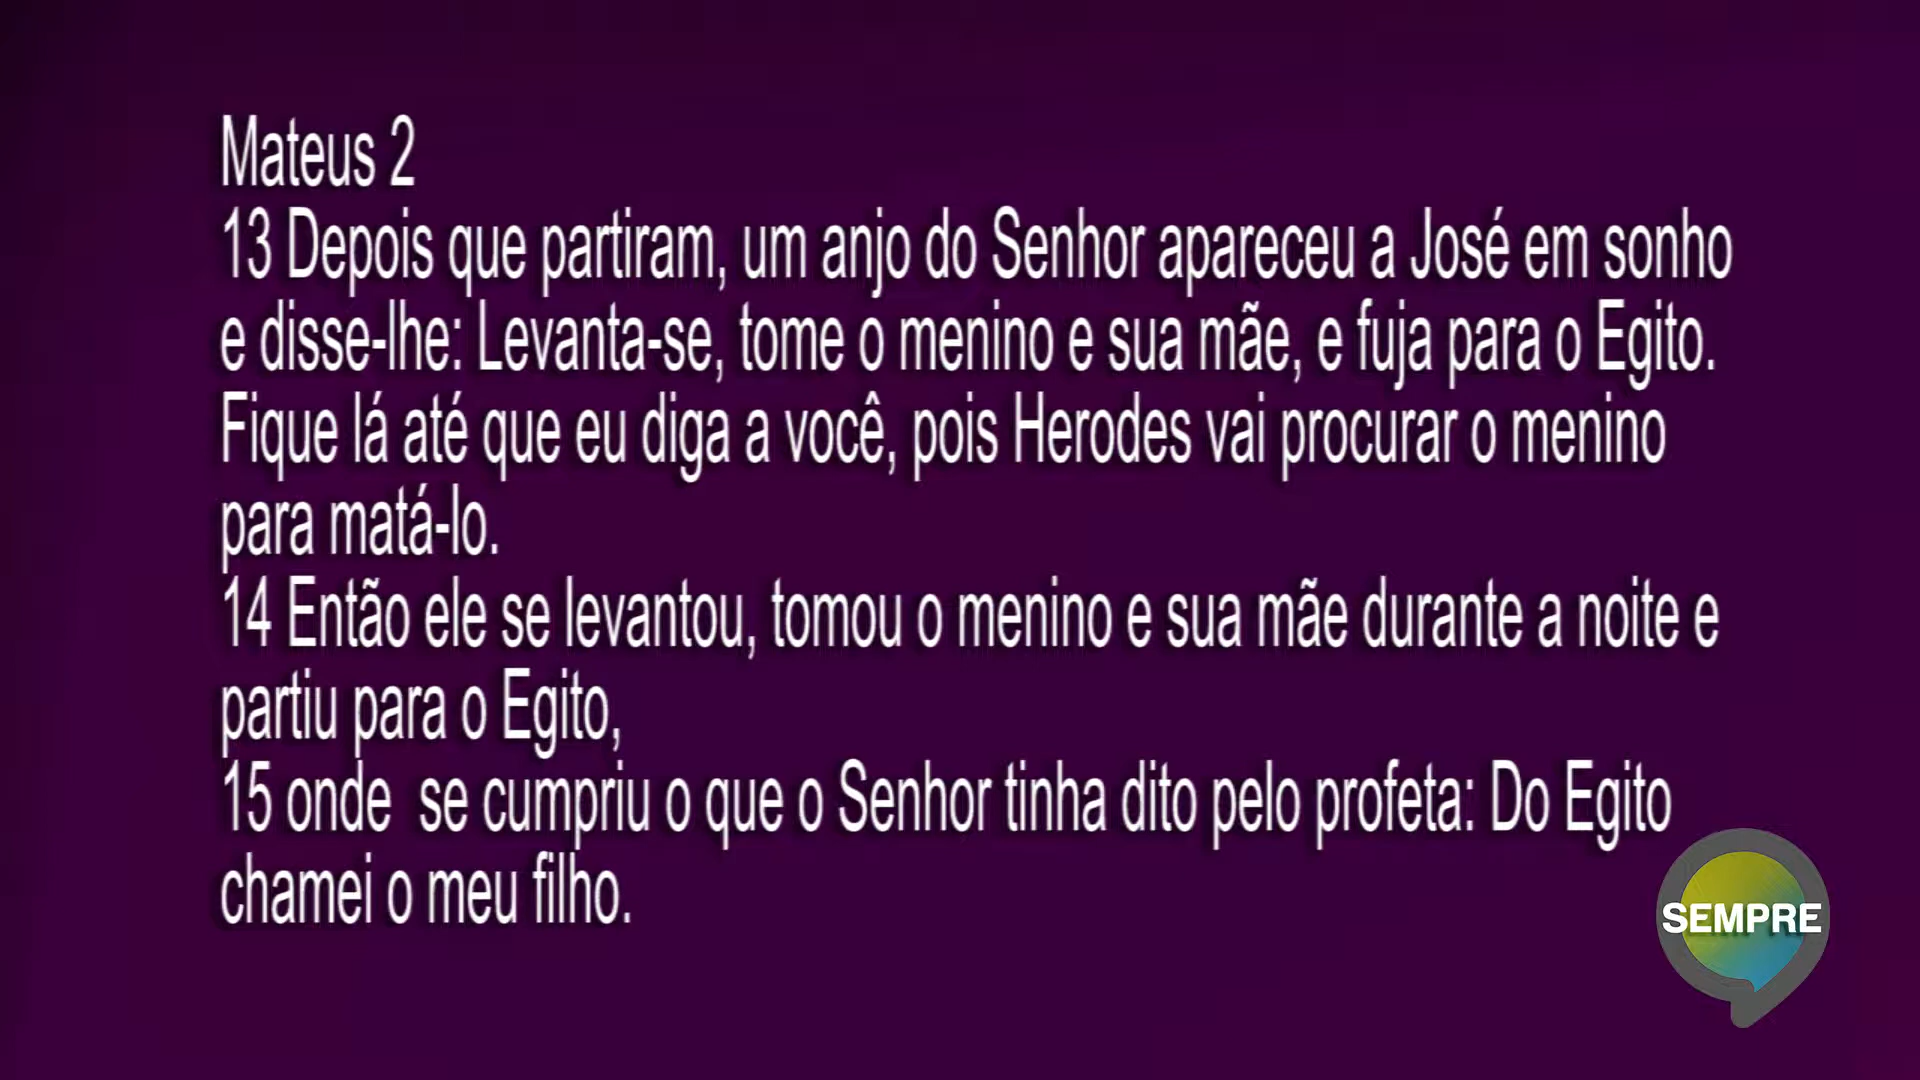 Mateus 2
13 Depois que partiram, um anjo do Senhor apareceu a José em sonho
e disse-lhe: Levanta-se, tome o menino e sua mãe, e fuja para o Egito.
Fique lá até que eu diga a você, pois Herodes vai procurar o menino
para matá-lo.
14 Então ele se levantou, tomou o menino e sua mãe durante a noite e
partiu para o Egito,
15 onde  se cumpriu o que o Senhor tinha dito pelo profeta: Do Egito
chamei o meu filho.
SEMPRE